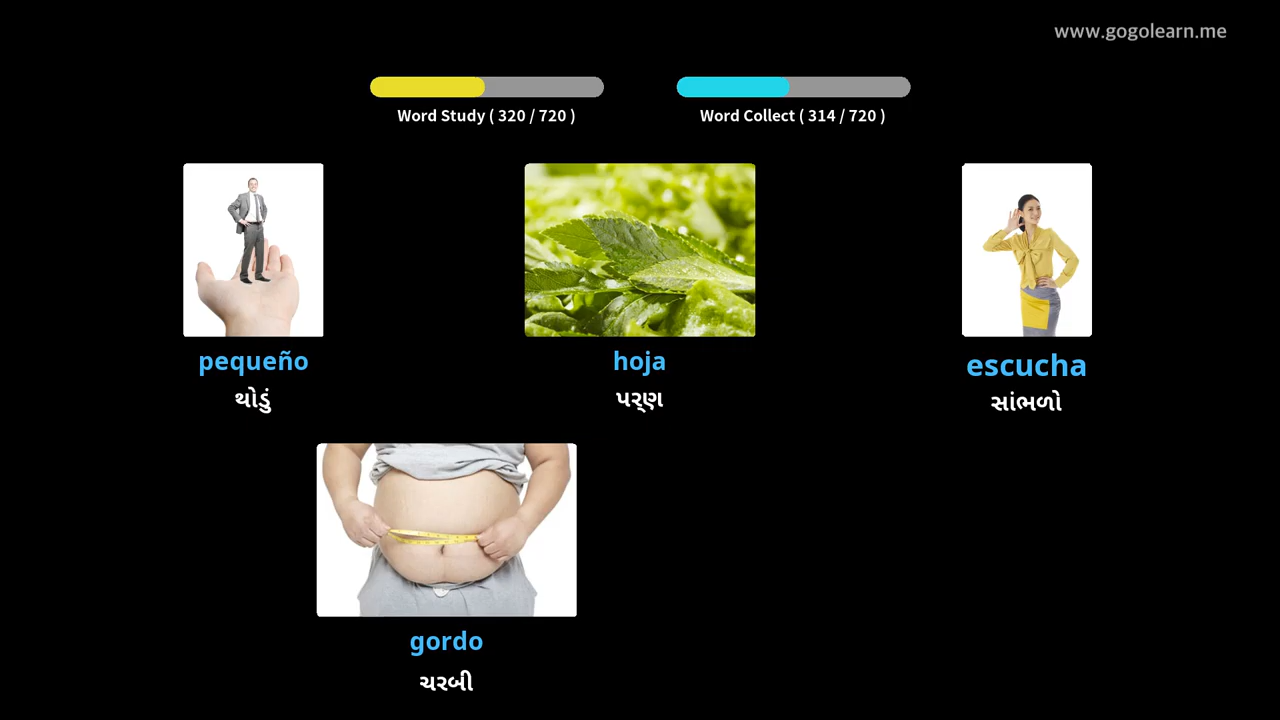 www.gogolearn.me
Word Study ( 320 / 720 )
Word Collect ( 314 / 720 )
pequeño
થોડું
hoja
પર્ણ
escucha
સાંભળો
gordo
ચરબી